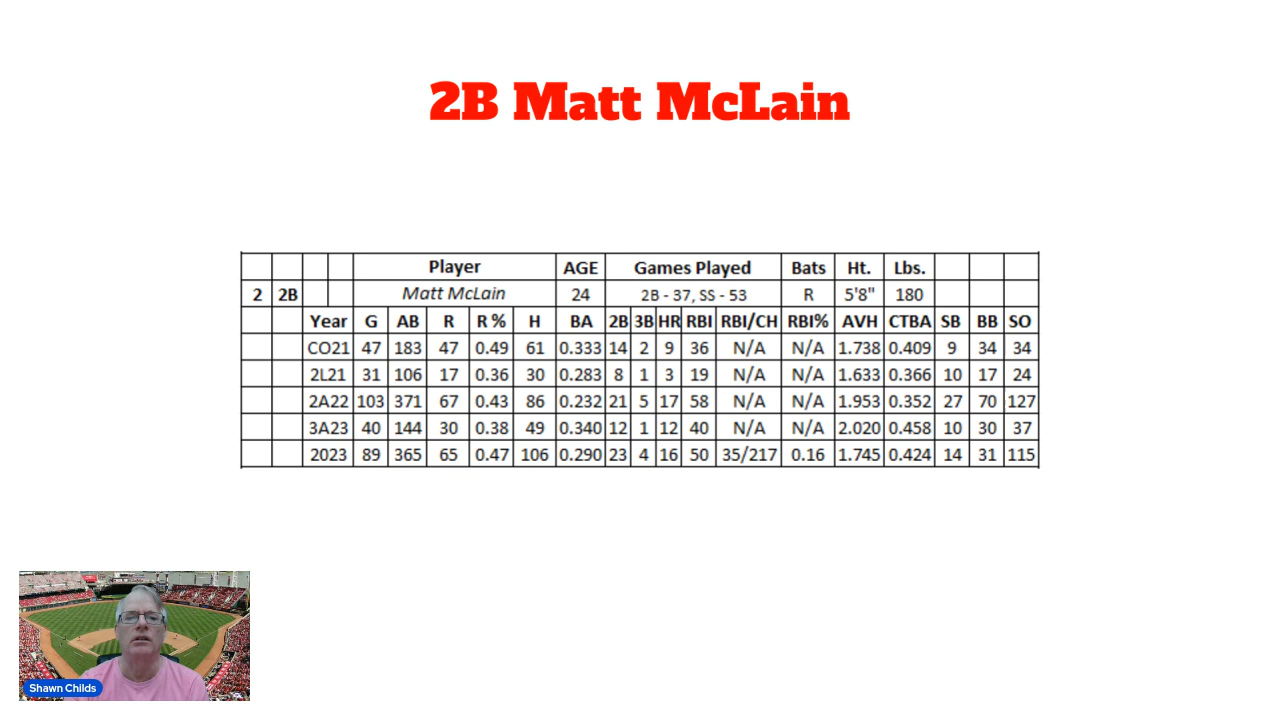 2B Matt McLain
Player AGE Games Played Bats Ht. Lbs.
2 2B Matt McLain 24 2B - 37, SS - 53 R 5'8" 180
Year G AB R R % H BA 2B 3B HR RBI RBI/CH RBI% AVH CTBA SB BB SO
CO21 47 183 47 0.49 61 0.333 14 2 9 36 N/A N/A 1.738 0.409 9 34 34
2L21 31 106 17 0.36 30 0.283 8 1 3 19 N/A N/A 1.633 0.366 10 17 24
2A22 103 371 67 0.43 86 0.232 21 5 17 58 N/A N/A 1.953 0.352 27 70 127
3A23 40 144 30 0.38 49 0.340 12 1 12 40 N/A N/A 2.020 0.458 10 30 37
2023 89 365 65 0.47 106 0.290 23 4 16 50 35/217 0.16 1.745 0.424 14 31 115
Shawn Childs